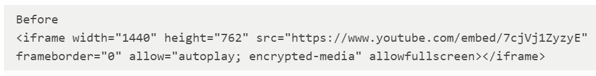 Before
<iframe width="1440" height="762" src="https://www.youtube.com/embed/7cjVj1ZyzyE"
frameborder="0" allow="autoplay; encrypted-media" allowfullscreen></iframe>